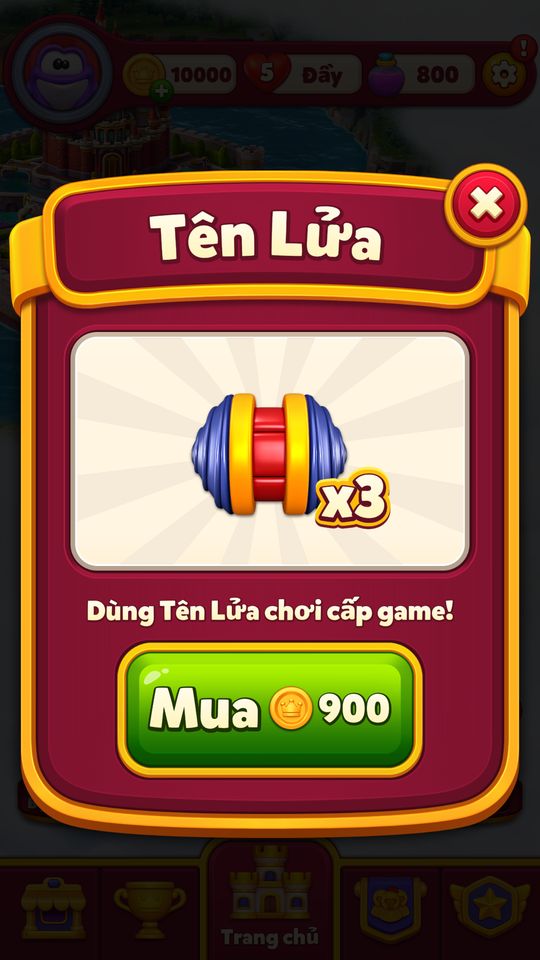 10000
5
Đầy
800
!
Tên Lửa
x3
Dùng Tên Lửa chơi cấp game!
Mua 900
Trang chủ